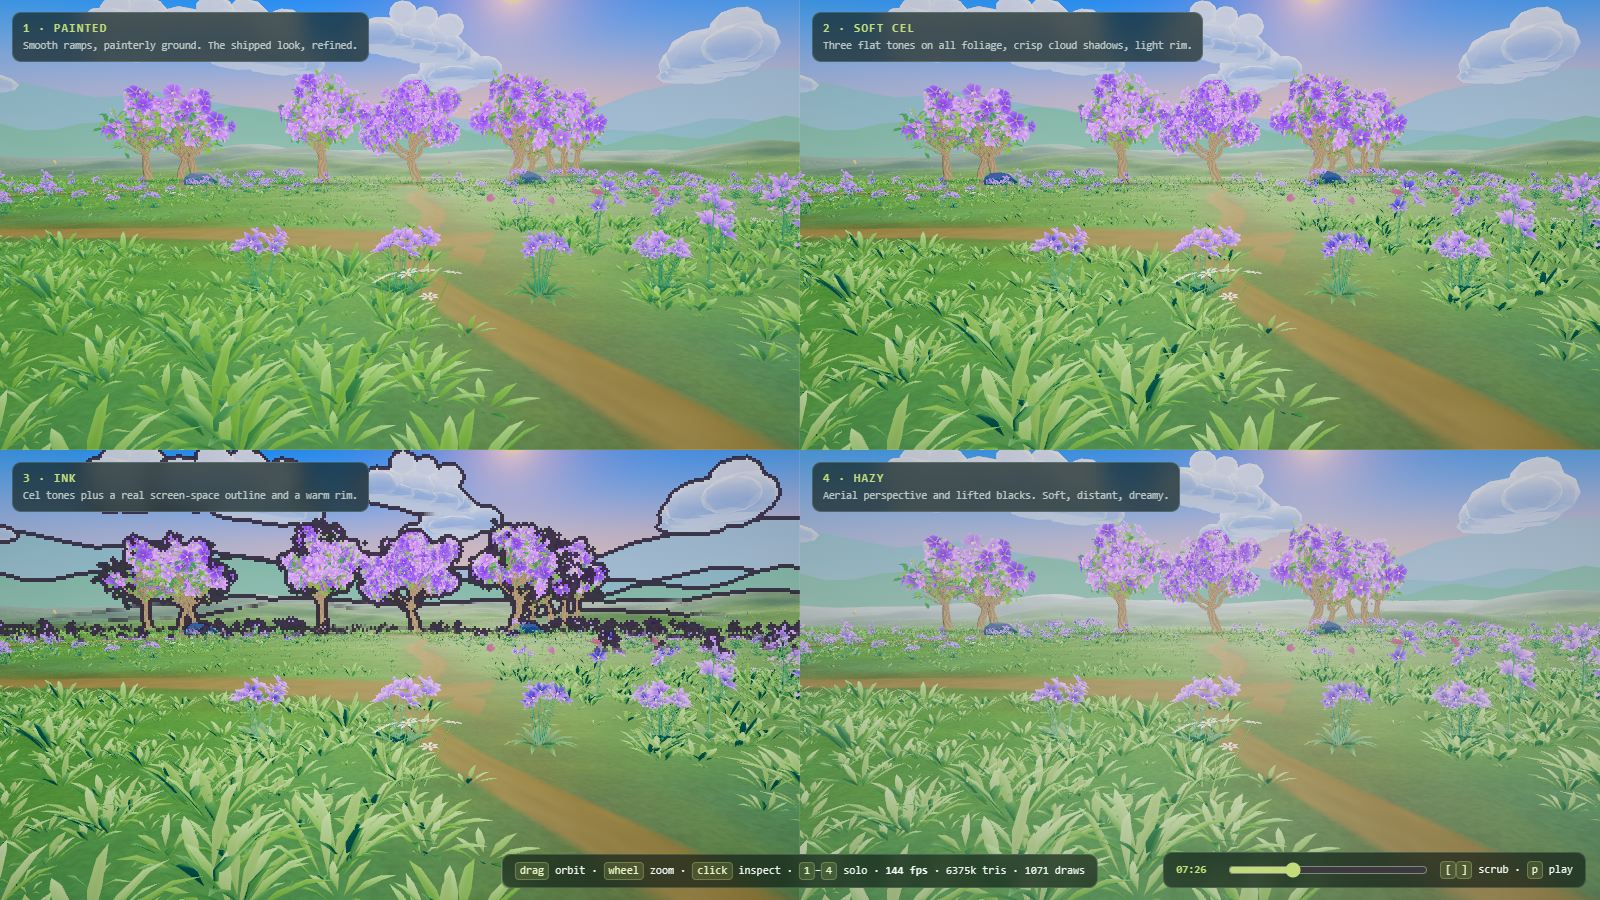 1 · PAINTED
Smooth ramps, painterly ground. The shipped look, refined.
2 · SOFT CEL
Three flat tones on all foliage, crisp cloud shadows, light rim.
3 · INK
Cel tones plus a real screen-space outline and a warm rim.
4 · HAZY
Aerial perspective and lifted blacks. Soft, distant, dreamy.
drag orbit · wheel zoom · click inspect · 1–4 solo · 144 fps · 6375k tris · 1071 draws
07:26 [ ] scrub · p play